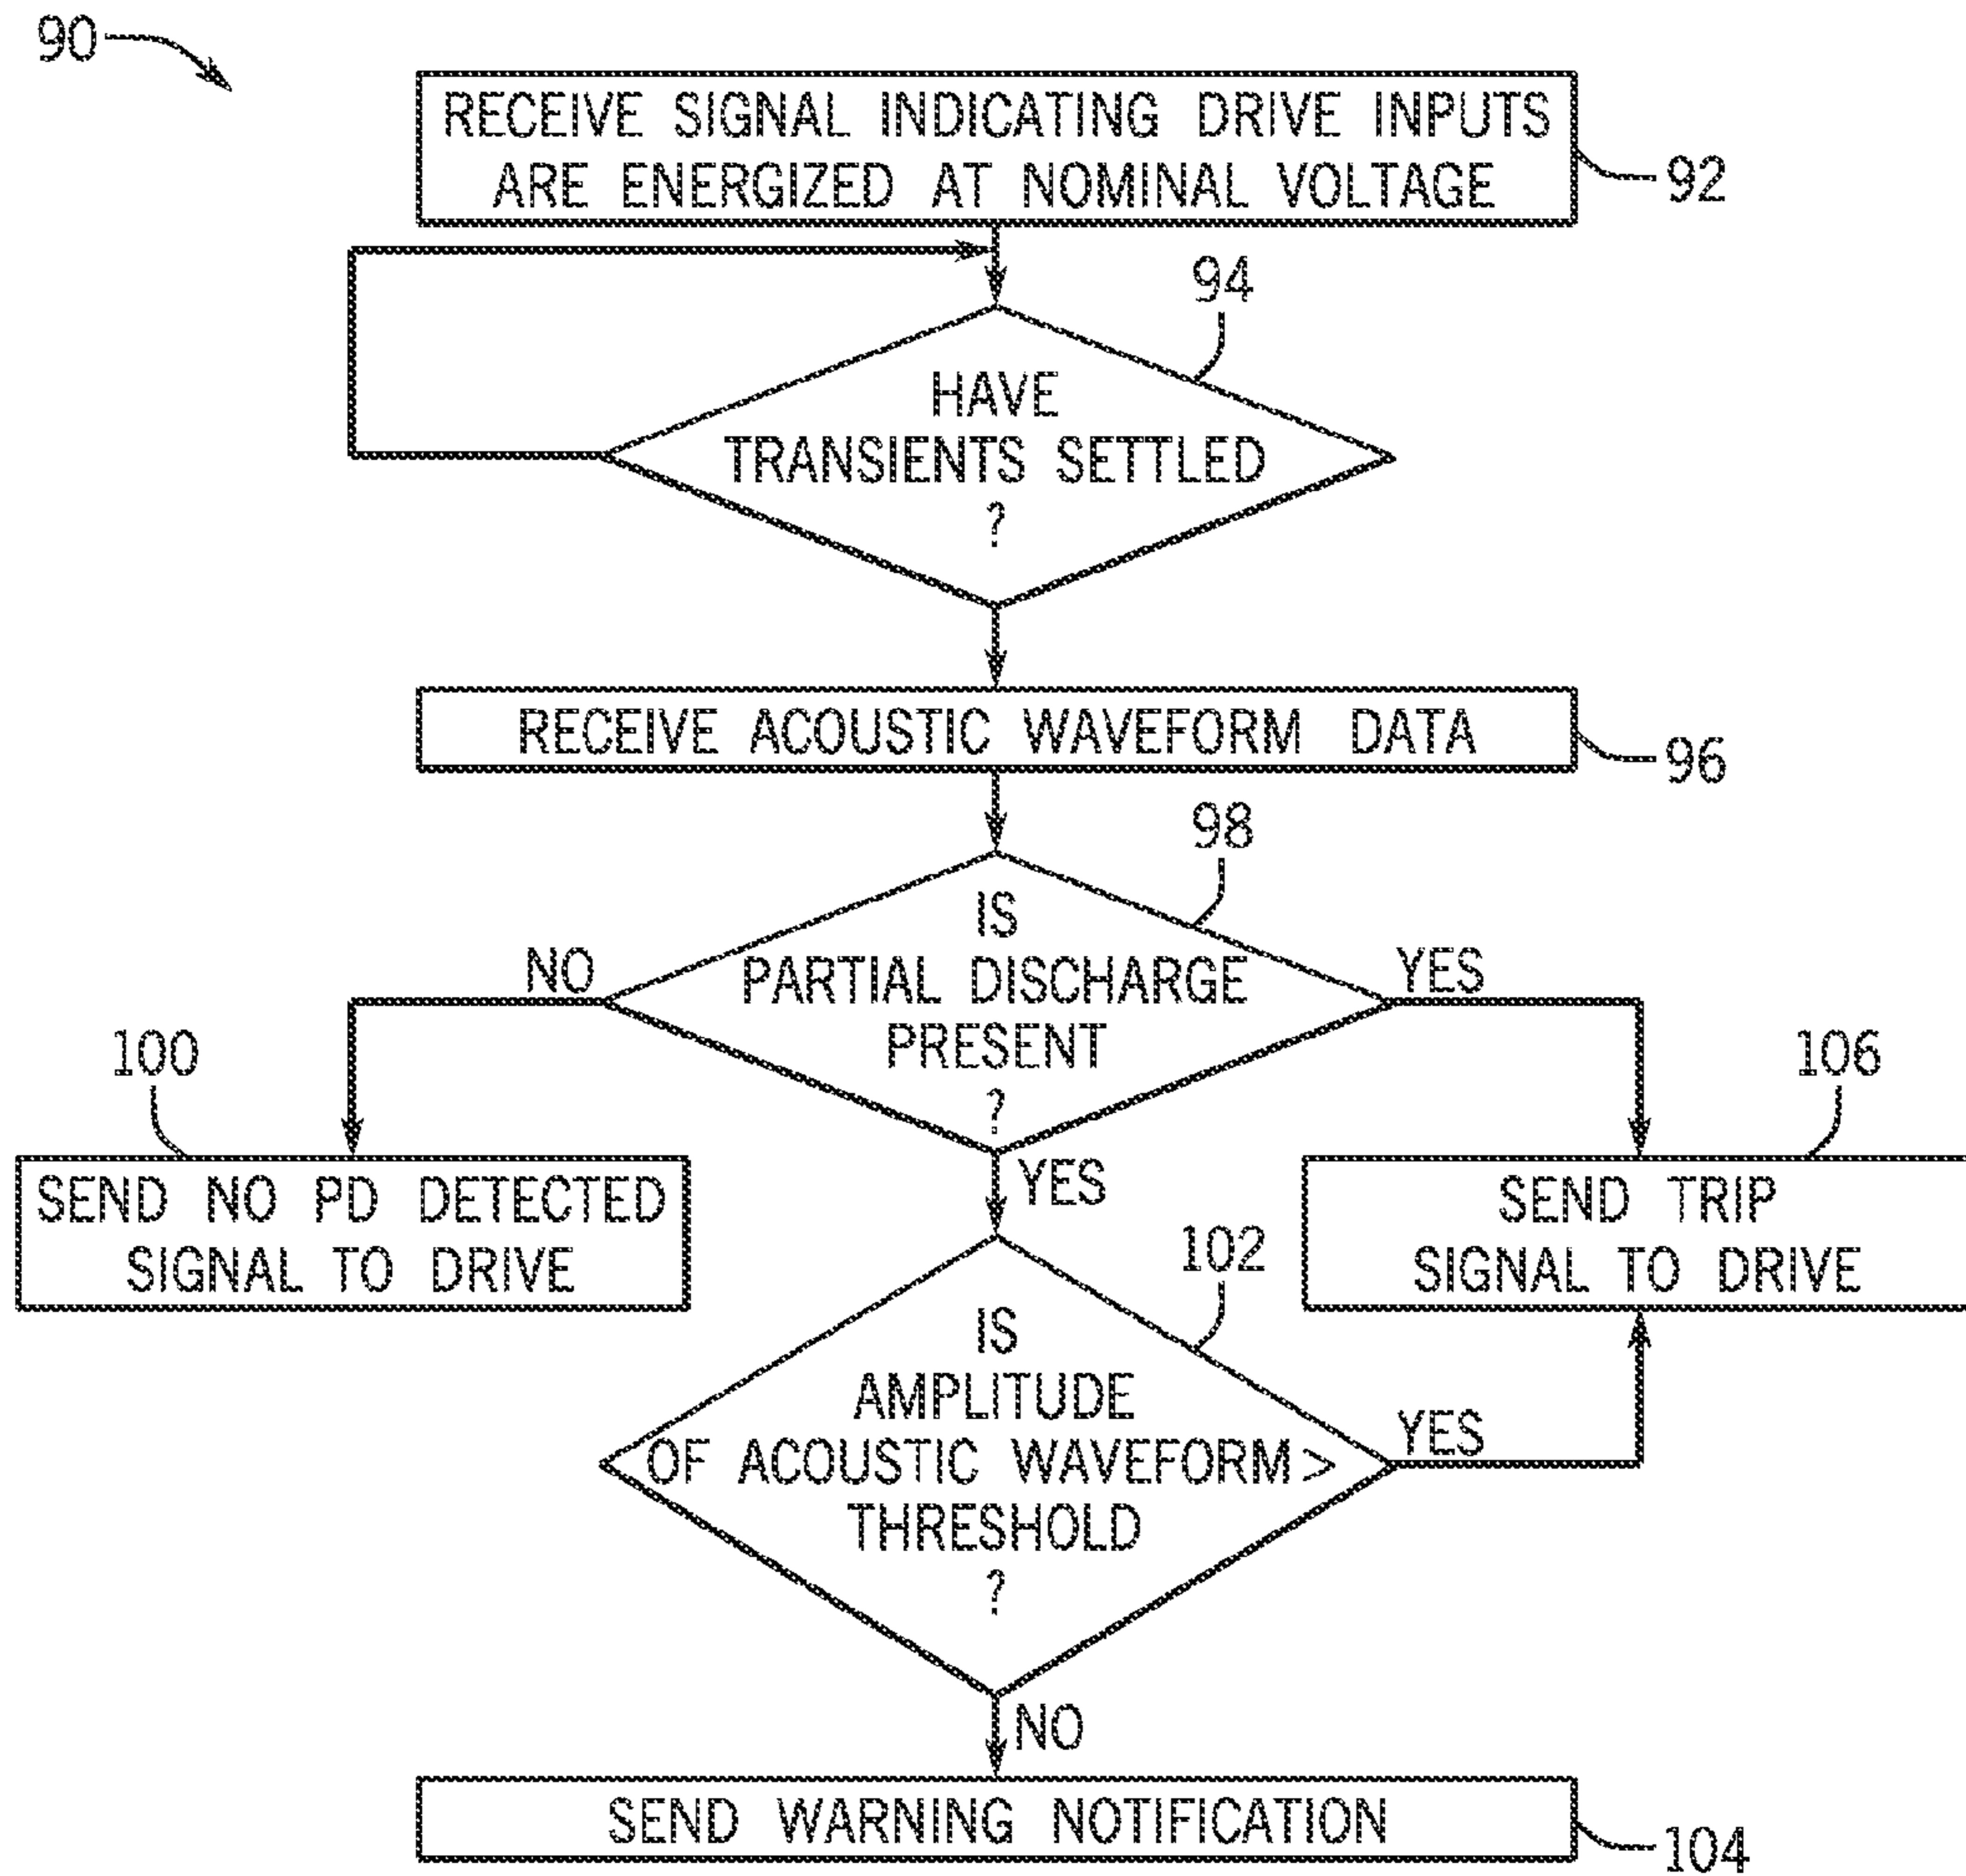 90
RECEIVE SIGNAL INDICATING DRIVE INPUTS
ARE ENERGIZED AT NOMINAL VOLTAGE
92
94
HAVE
TRANSIENTS SETTLED
?
RECEIVE ACOUSTIC WAVEFORM DATA
96
98
IS
PARTIAL DISCHARGE
PRESENT
?
NO
YES
100
106
SEND NO PD DETECTED
SIGNAL TO DRIVE
YES
SEND TRIP
SIGNAL TO DRIVE
102
IS
AMPLITUDE
OF ACOUSTIC WAVEFORM >
THRESHOLD
?
YES
NO
SEND WARNING NOTIFICATION
104